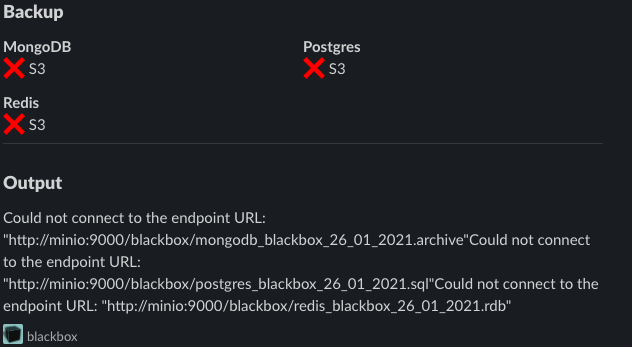 Backup
MongoDB Postgres
❌ S3 ❌ S3
Redis
❌ S3
Output
Could not connect to the endpoint URL:
"http://minio:9000/blackbox/mongodb_blackbox_26_01_2021.archive"Could not connect
to the endpoint URL:
"http://minio:9000/blackbox/postgres_blackbox_26_01_2021.sql"Could not connect to the
endpoint URL: "http://minio:9000/blackbox/redis_blackbox_26_01_2021.rdb"
blackbox